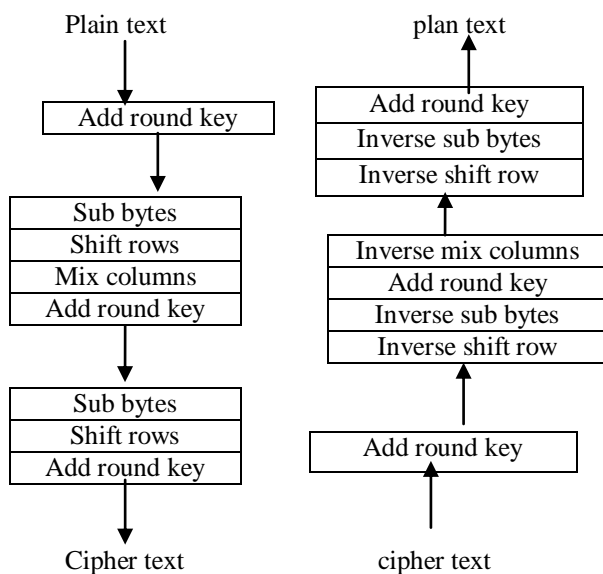 Plain text
Add round key
Sub bytes
Shift rows
Mix columns
Add round key
Sub bytes
Shift rows
Add round key
Cipher text
plan text
Add round key
Inverse sub bytes
Inverse shift row
Inverse mix columns
Add round key
Inverse sub bytes
Inverse shift row
Add round key
cipher text